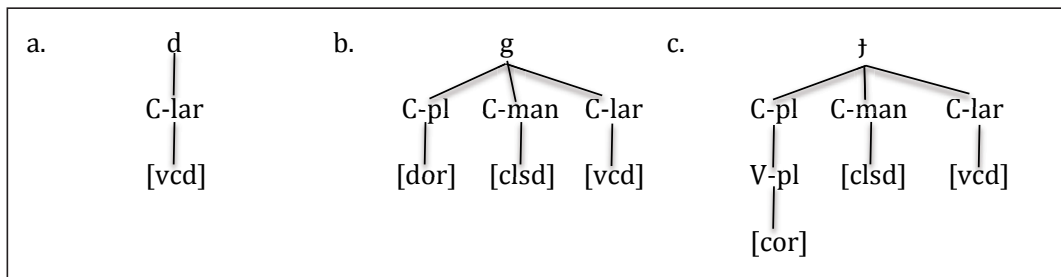 a. d b. g c. ɟ
C-lar C-pl C-man C-lar C-pl C-man C-lar
[vcd] [dor] [clsd] [vcd] V-pl [clsd] [vcd]
[cor]